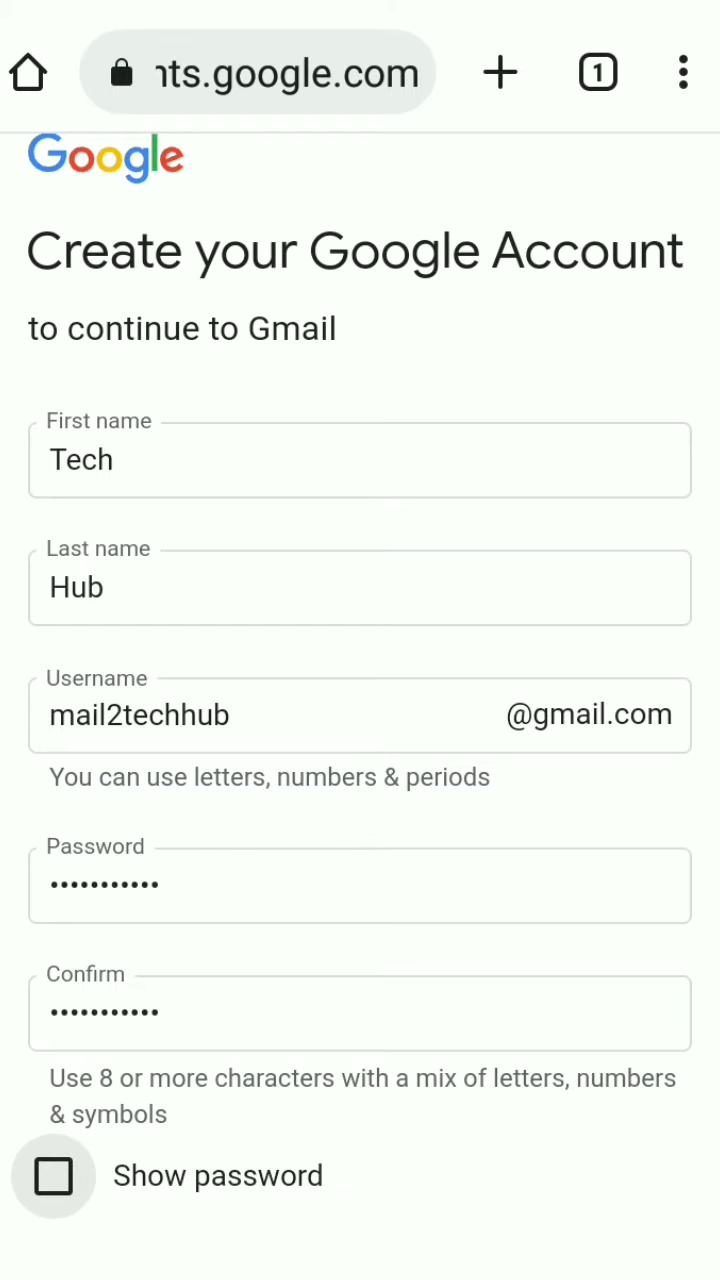 nts.google.com
1
Google
Create your Google Account
to continue to Gmail
First name
Tech
Last name
Hub
Username
mail2techhub @gmail.com
You can use letters, numbers & periods
Password
•••••••••••
Confirm
•••••••••••
Use 8 or more characters with a mix of letters, numbers
& symbols
Show password